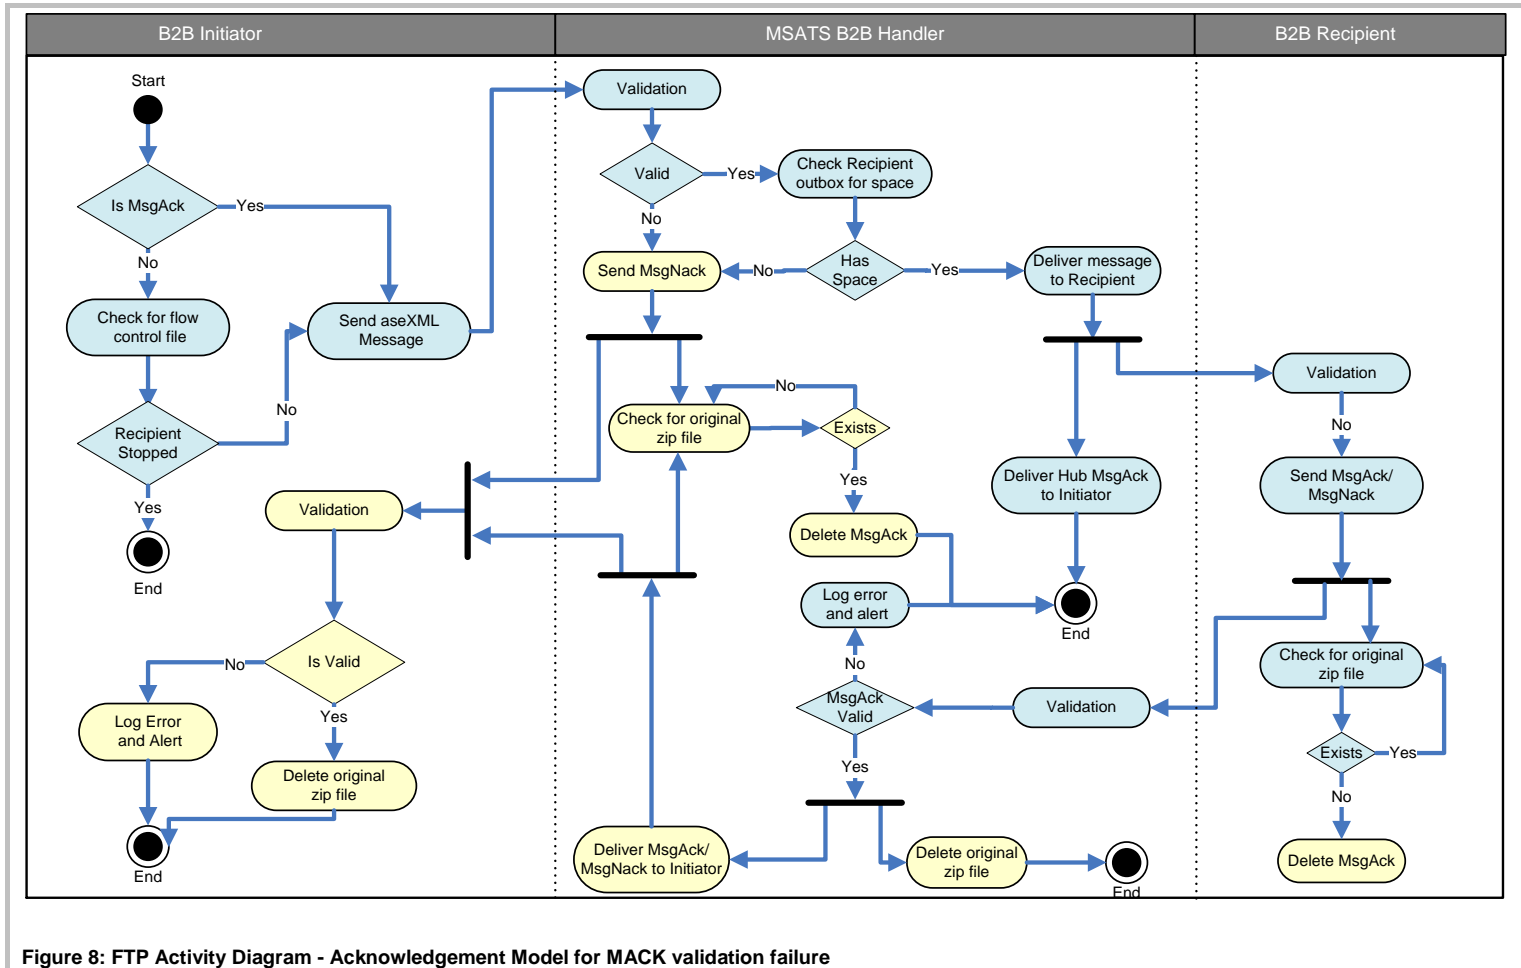 B2B Initiator
MSATS B2B Handler
B2B Recipient
Start
Is MsgAck
Yes
No
Check for flow
control file
Send aseXML
Message
Recipient
Stopped
No
Yes
End
Validation
Is Valid
No
Yes
Log Error
and Alert
Delete original
zip file
End
Validation
Valid
Yes
No
Check Recipient
outbox for space
Send MsgNack
Has
Space
No
Yes
Deliver message
to Recipient
Check for original
zip file
No
Exists
Yes
Delete MsgAck
Deliver Hub MsgAck
to Initiator
Log error
and alert
End
No
MsgAck
Valid
Validation
Yes
Deliver MsgAck/
MsgNack to Initiator
Delete original
zip file
End
Validation
No
Send MsgAck/
MsgNack
Check for original
zip file
Exists
Yes
No
Delete MsgAck
Figure 8: FTP Activity Diagram - Acknowledgement Model for MACK validation failure